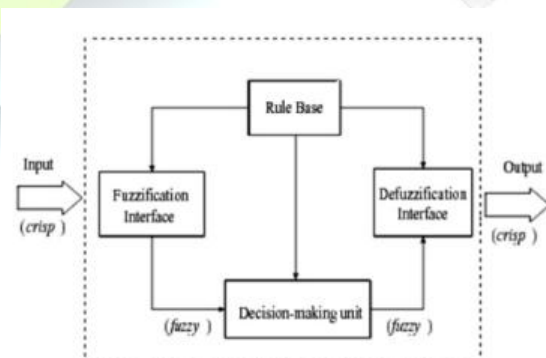 Rule Base
Input
(crisp )
Fuzzification
Interface
Defuzzification
Interface
Output
(crisp )
Decision-making unit
(fuzzy )
(fuzzy )